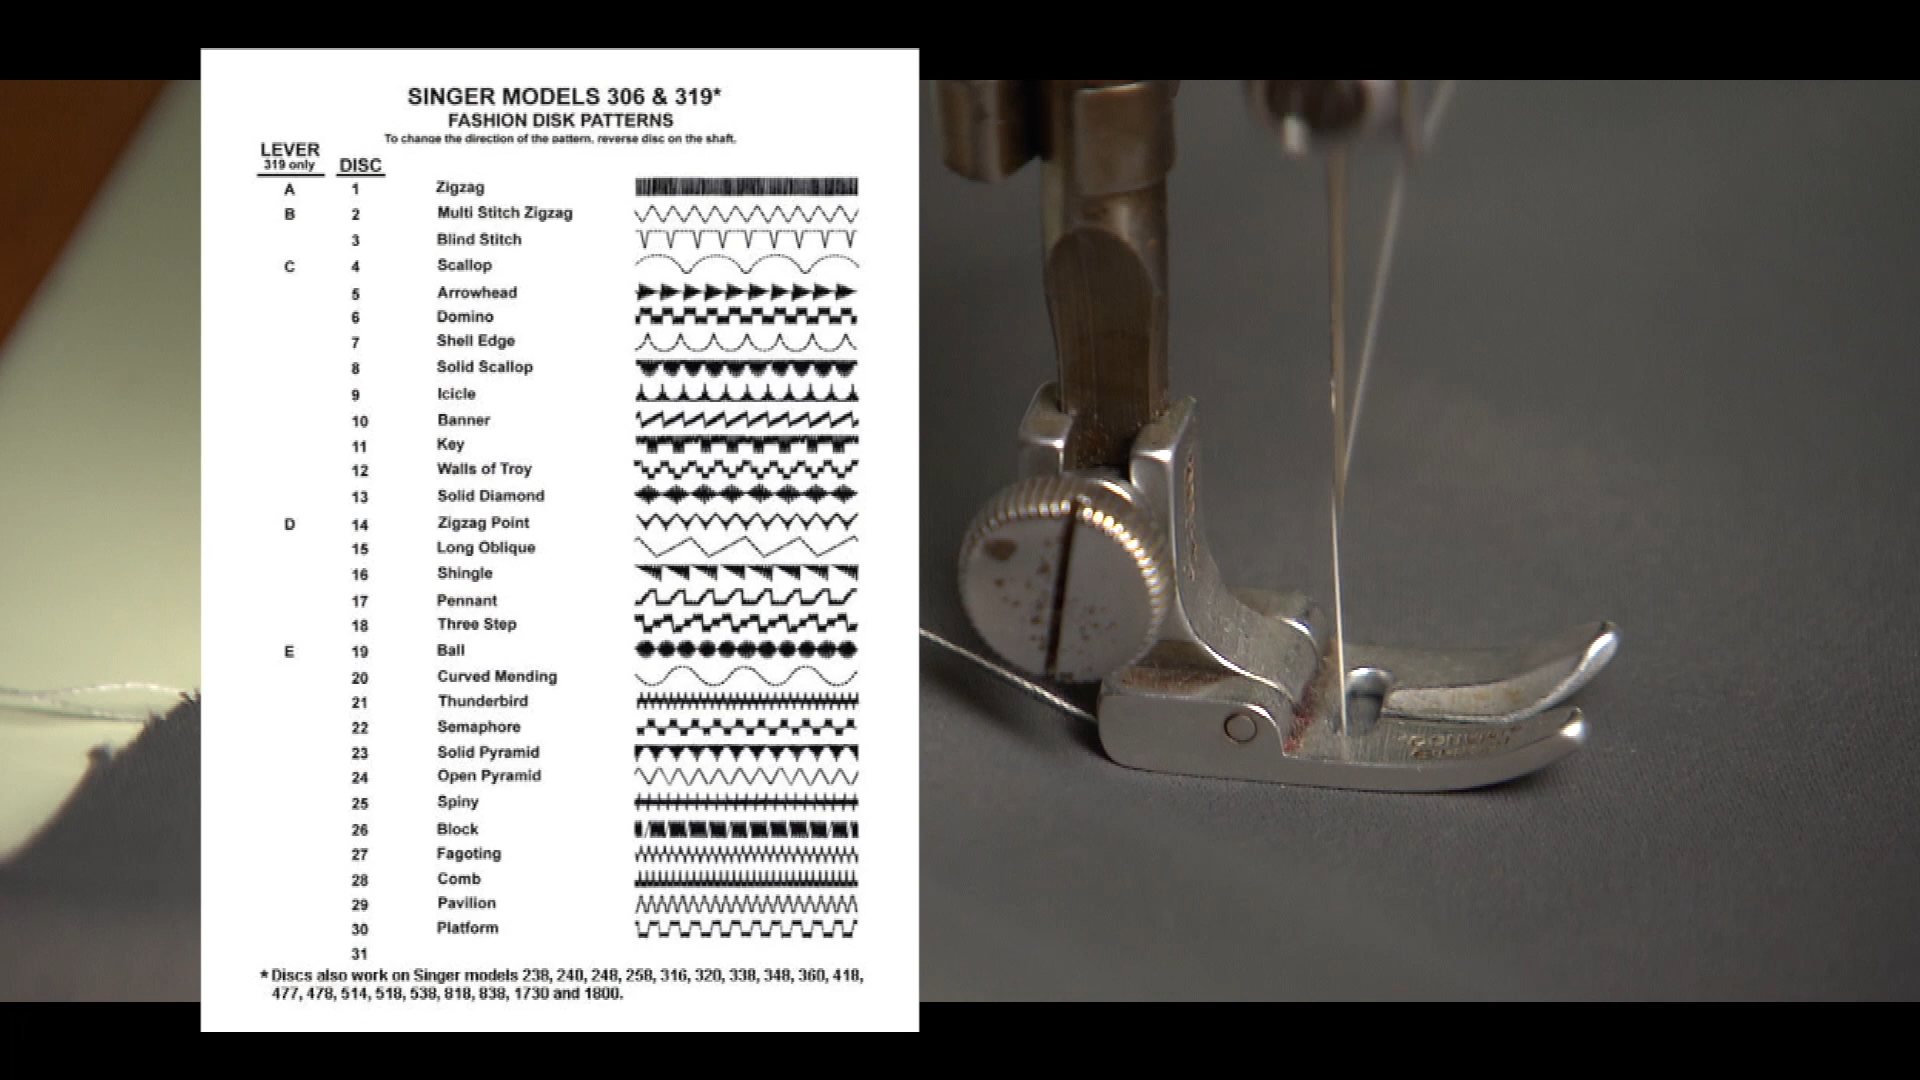 SINGER MODELS 306 & 319*
FASHION DISK PATTERNS
To change the direction of the pattern, reverse disc on the shaft.
LEVER
319 only DISC
A 1 Zigzag
B 2 Multi Stitch Zigzag
3 Blind Stitch
C 4 Scallop
5 Arrowhead
6 Domino
7 Shell Edge
8 Solid Scallop
9 Icicle
10 Banner
11 Key
12 Walls of Troy
13 Solid Diamond
D 14 Zigzag Point
15 Long Oblique
16 Shingle
17 Pennant
18 Three Step
E 19 Ball
20 Curved Mending
21 Thunderbird
22 Semaphore
23 Solid Pyramid
24 Open Pyramid
25 Spiny
26 Block
27 Fagoting
28 Comb
29 Pavilion
30 Platform
31
* Discs also work on Singer models 238, 240, 248, 258, 316, 320, 338, 348, 360, 418,
477, 478, 514, 518, 538, 818, 838, 1730 and 1800.